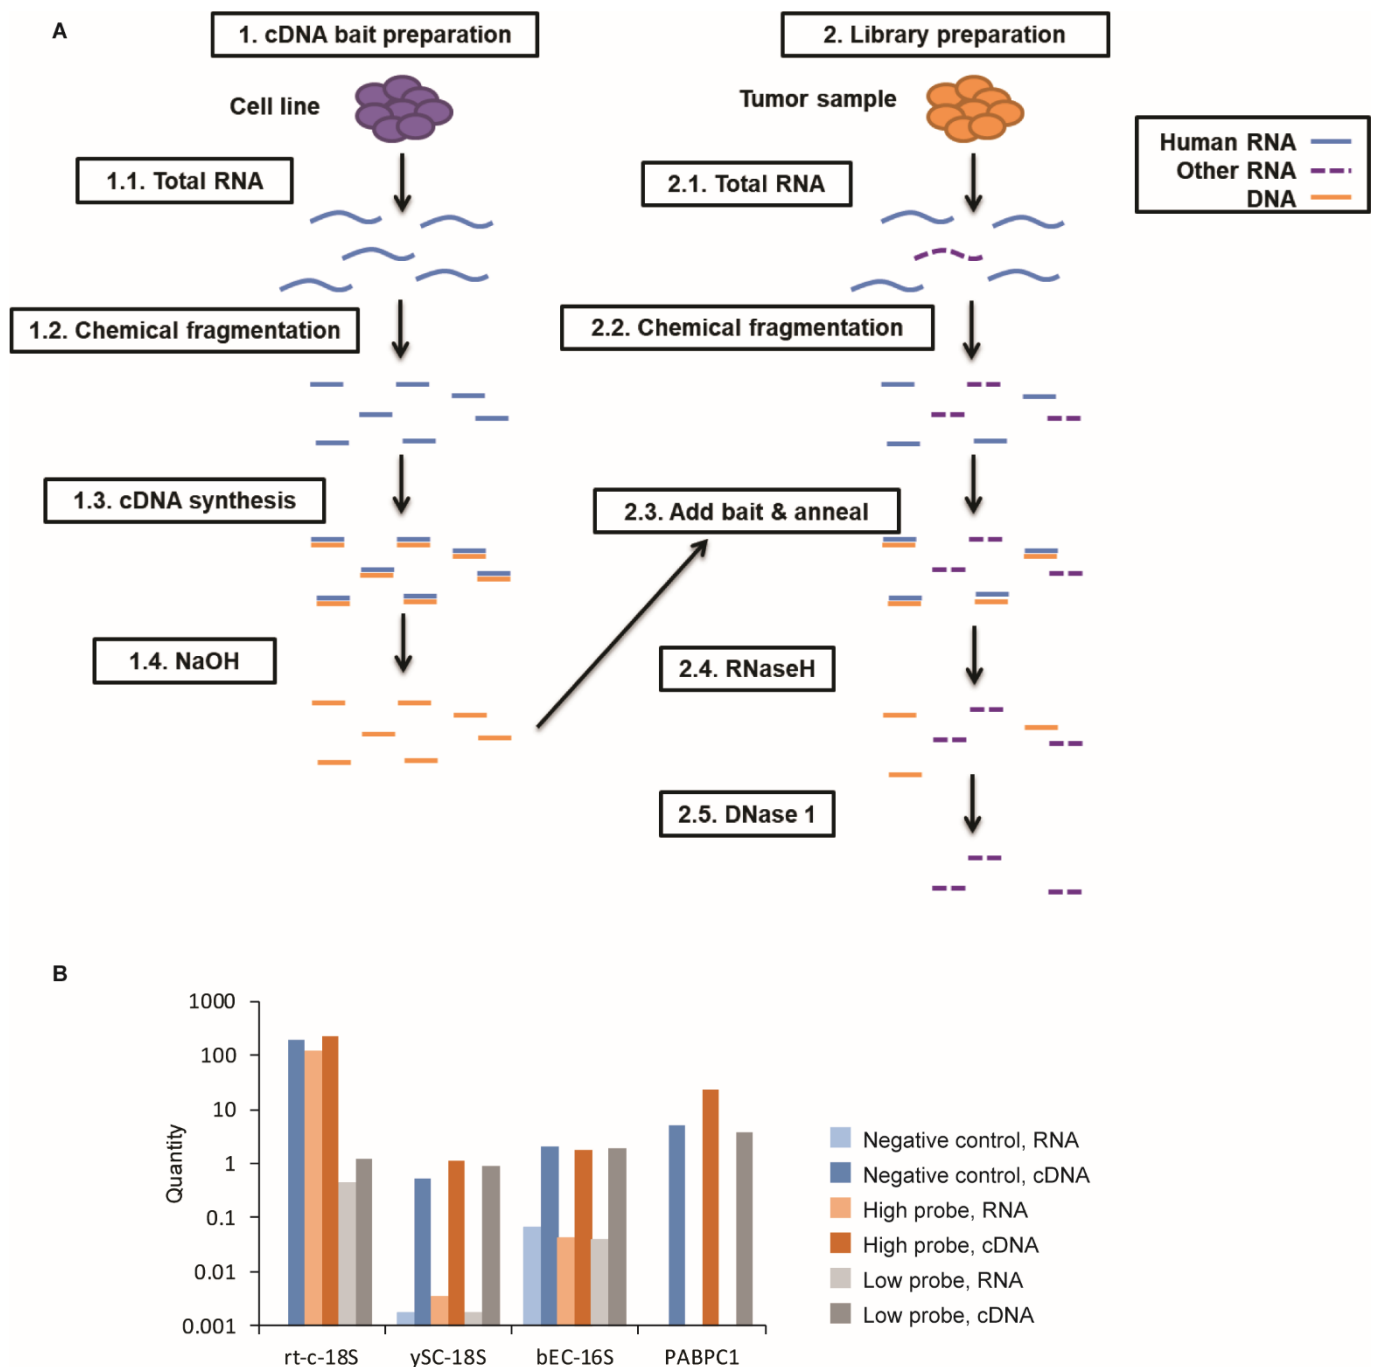 A
1. cDNA bait preparation
2. Library preparation
Cell line
Tumor sample
Human RNA
Other RNA
DNA
1.1. Total RNA
2.1. Total RNA
1.2. Chemical fragmentation
2.2. Chemical fragmentation
1.3. cDNA synthesis
2.3. Add bait & anneal
1.4. NaOH
2.4. RNaseH
2.5. DNase 1
B
Quantity
1000
100
10
1
0.1
0.01
0.001
rt-c-18S
ySC-18S
bEC-16S
PABPC1
Negative control, RNA
Negative control, cDNA
High probe, RNA
High probe, cDNA
Low probe, RNA
Low probe, cDNA